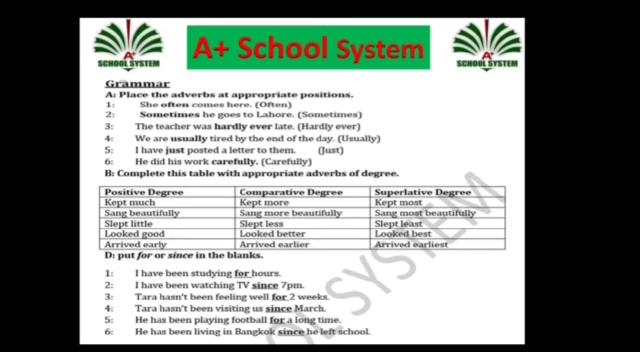 A+
SCHOOL SYSTEM
A+ School System
A+
SCHOOL SYSTEM
Grammar
A: Place the adverbs at appropriate positions.
1: She often comes here. (Often)
2: Sometimes he goes to Lahore. (Sometimes)
3: The teacher was hardly ever late. (Hardly ever)
4: We are usually tired by the end of the day. (Usually)
5: I have just posted a letter to them. (Just)
6: He did his work carefully. (Carefully)
B: Complete this table with appropriate adverbs of degree.
Positive Degree Comparative Degree Superlative Degree
Kept much Kept more Kept most
Sang beautifully Sang more beautifully Sang most beautifully
Slept little Slept less Slept least
Looked good Looked better Looked best
Arrived early Arrived earlier Arrived earliest
D: put for or since in the blanks.
1: I have been studying for hours.
2: I have been watching TV since 7pm.
3: Tara hasn't been feeling well for 2 weeks.
4: Tara hasn't been visiting us since March.
5: He has been playing football for a long time.
6: He has been living in Bangkok since he left school.
OL SYSTEM